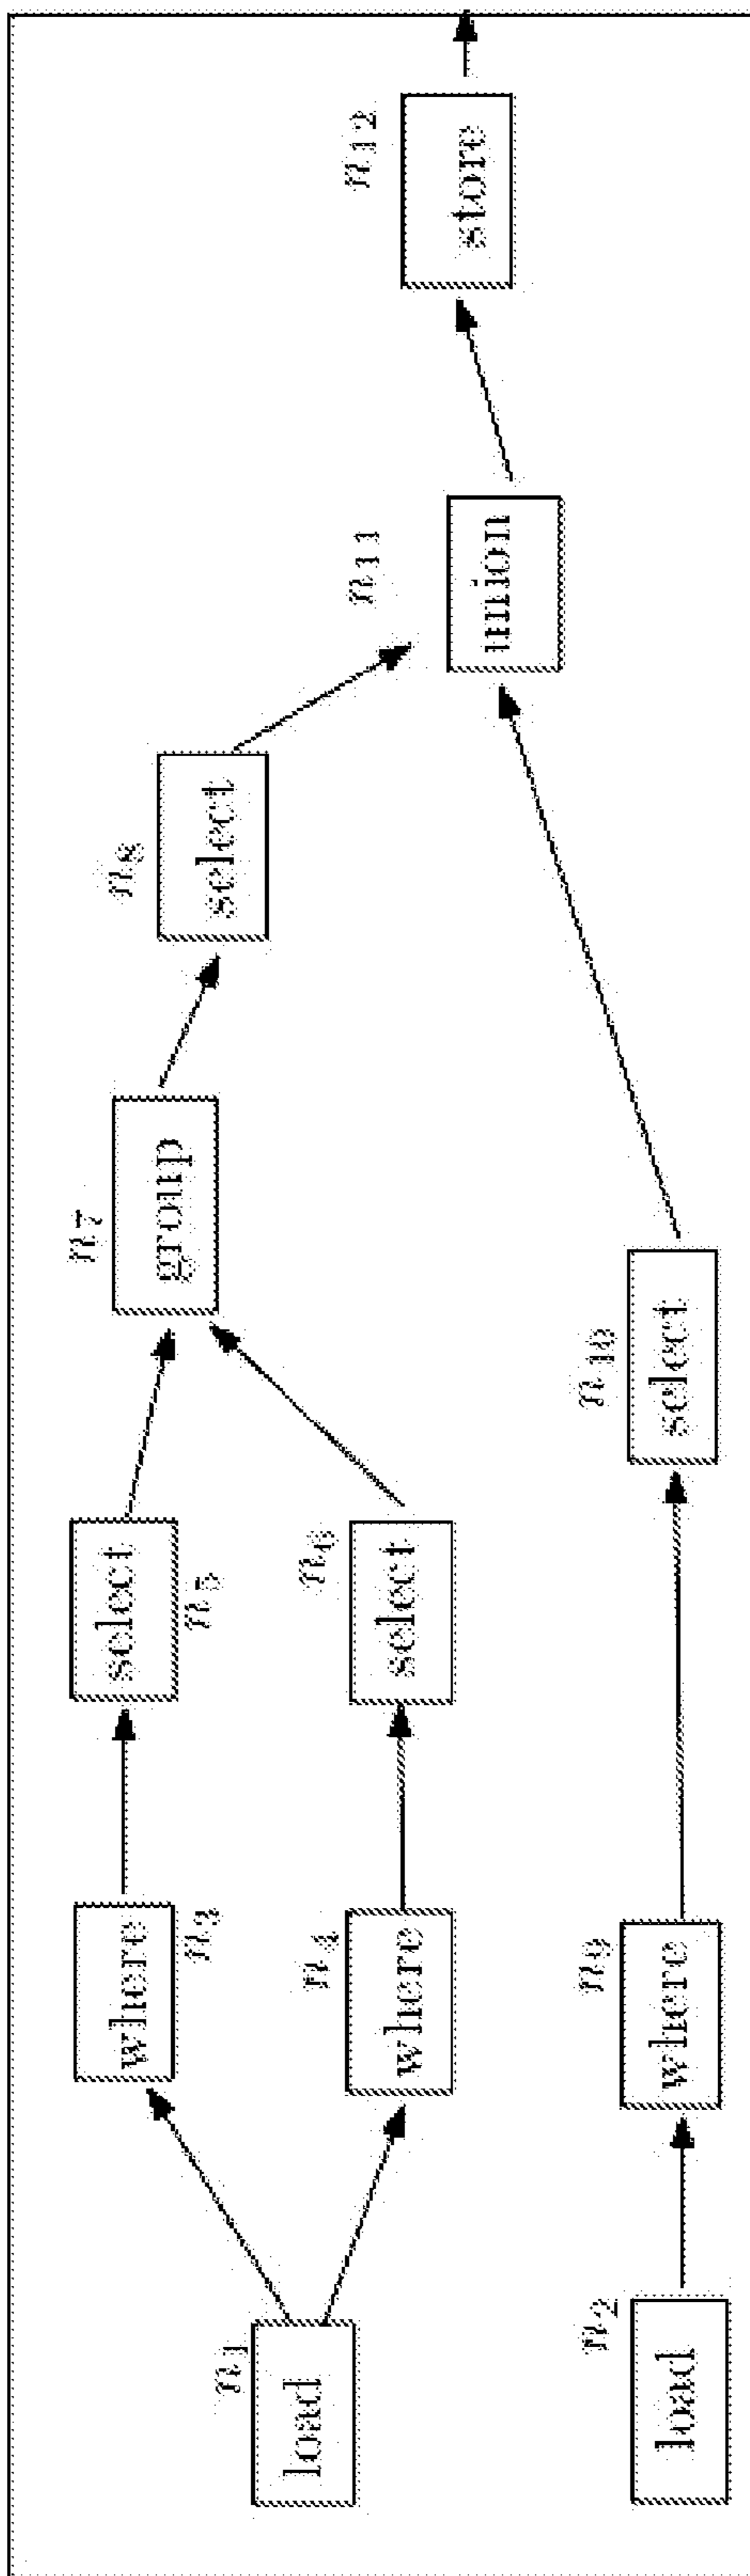 load
n1
load
n2
where
n3
where
n4
where
n9
select
n5
select
n6
select
n10
group
n7
select
n8
union
n11
store
n12